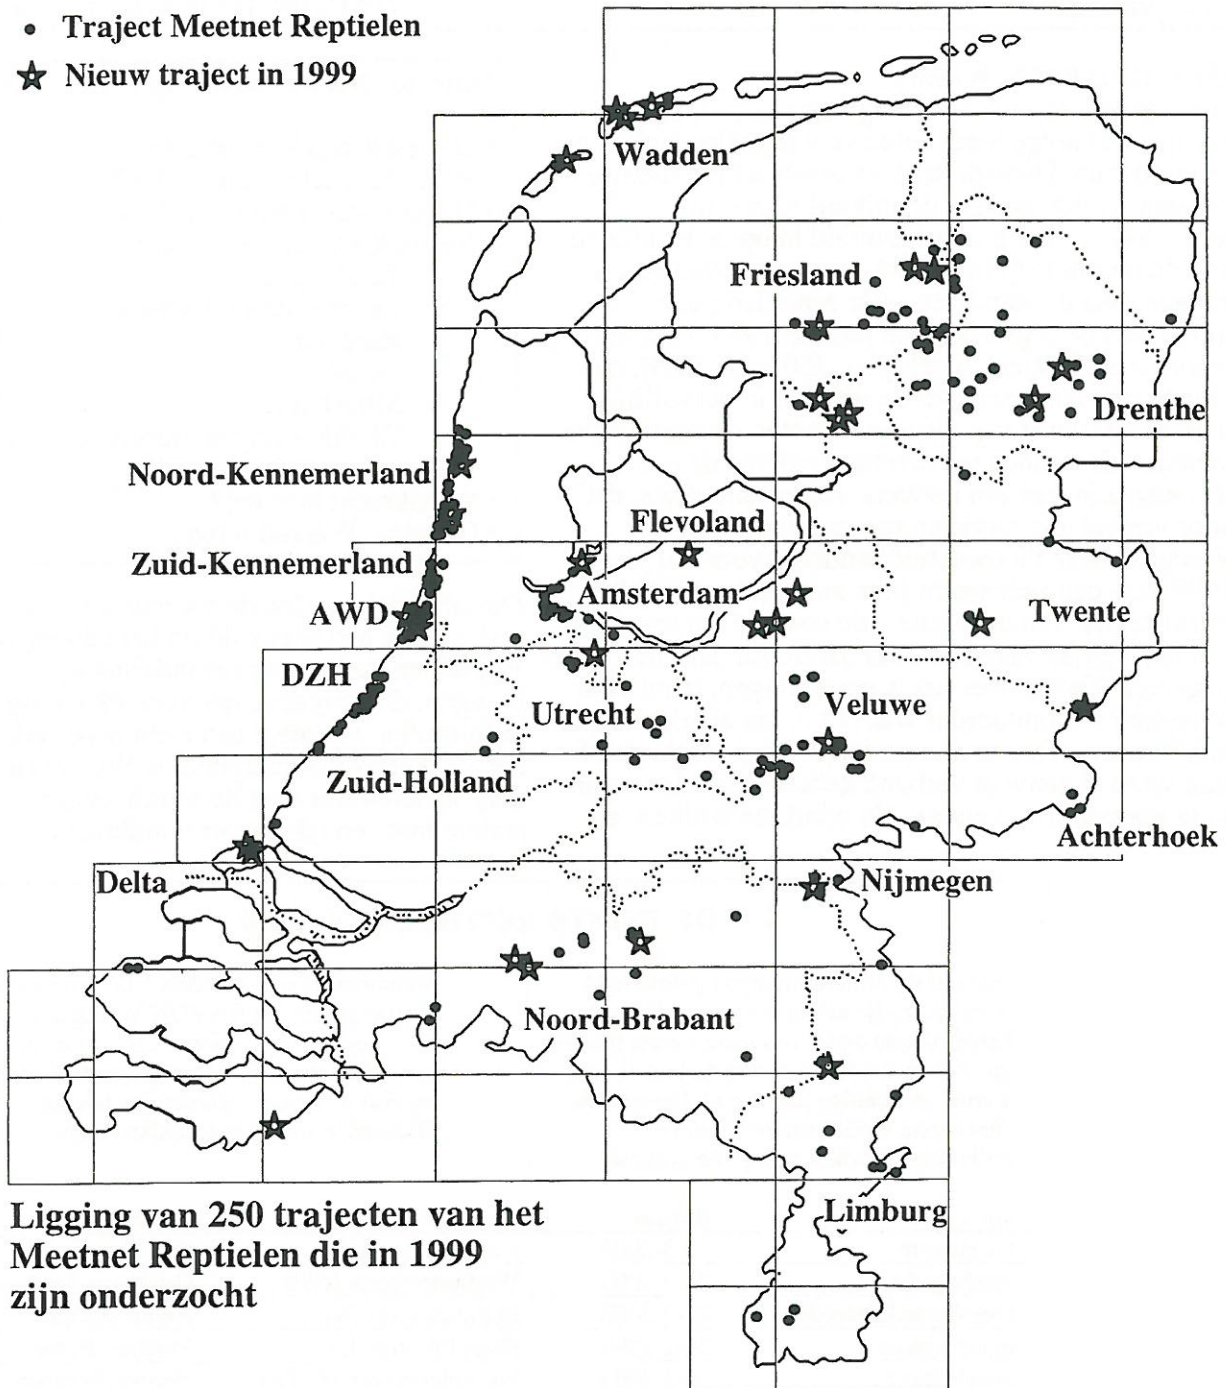 Traject Meetnet Reptielen
Nieuw traject in 1999
Wadden
Friesland
Drenthe
Noord-Kennemerland
Flevoland
Zuid-Kennemerland
Amsterdam
AWD
Twente
DZH
Utrecht
Veluwe
Zuid-Holland
Achterhoek
Delta
Nijmegen
Noord-Brabant
Limburg
Ligging van 250 trajecten van het
Meetnet Reptielen die in 1999
zijn onderzocht